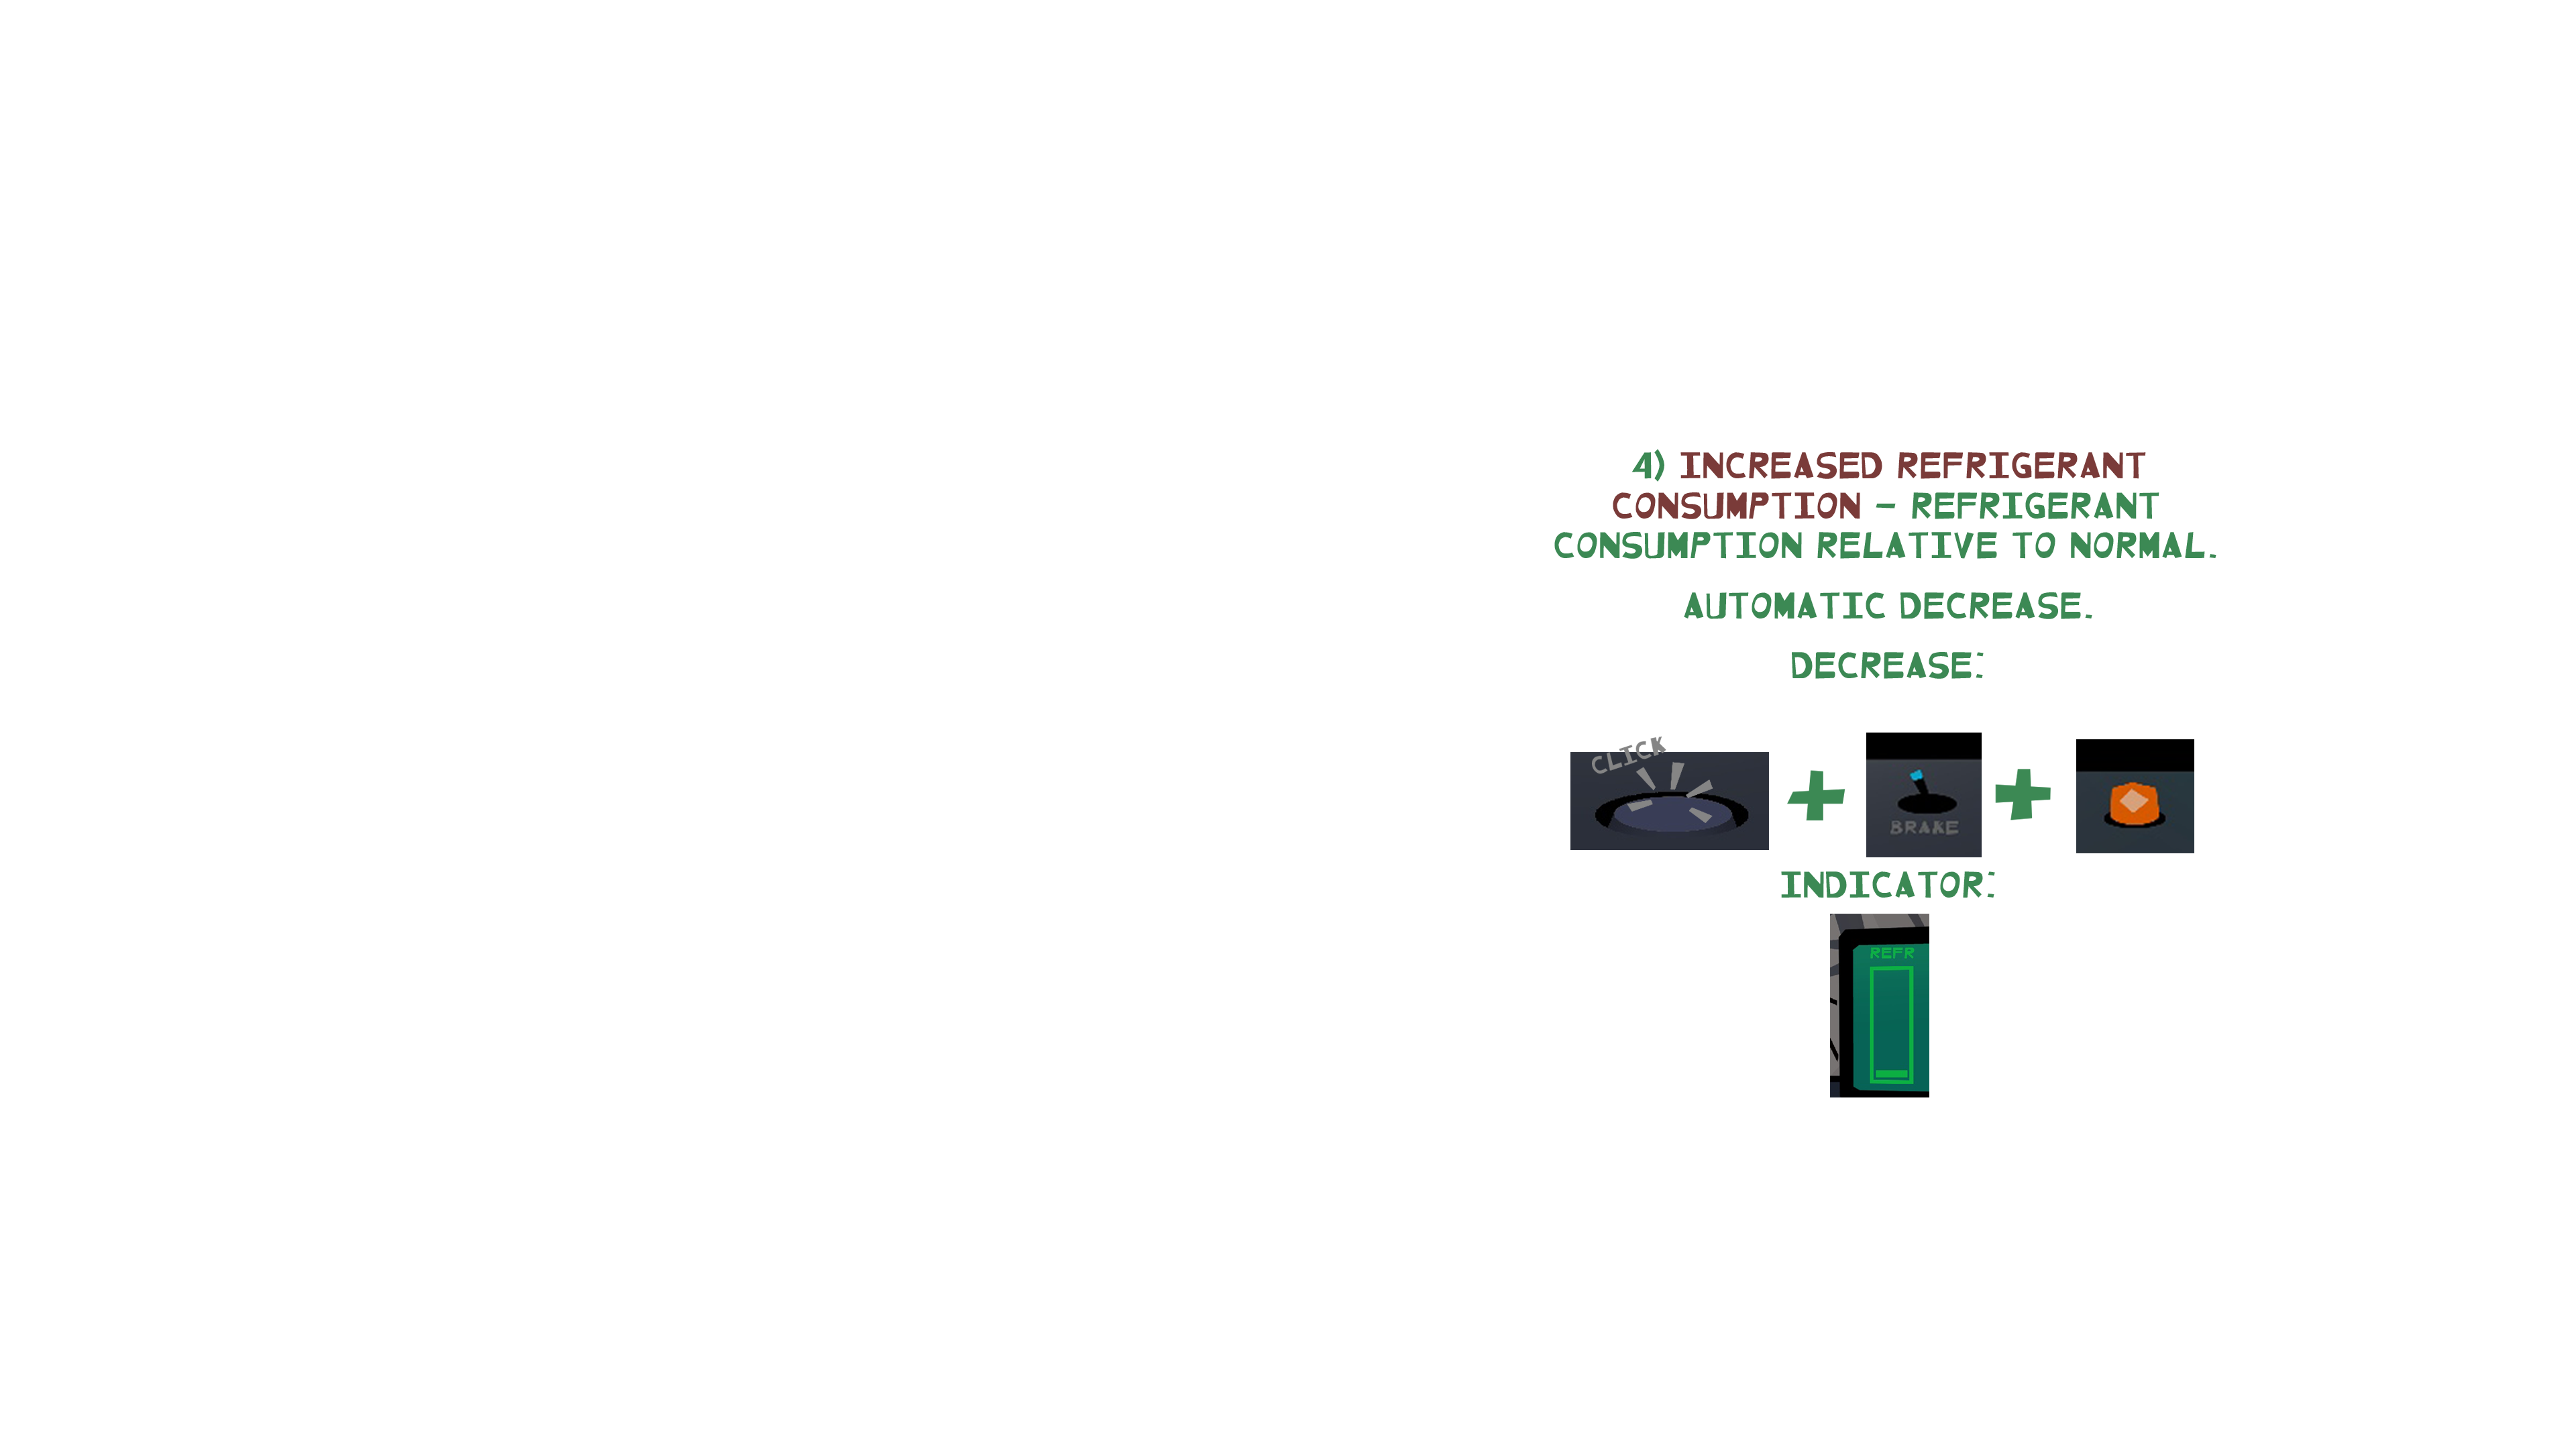 4) INCREASED REFRIGERANT
CONSUMPTION - REFRIGERANT
CONSUMPTION RELATIVE TO NORMAL.
AUTOMATIC DECREASE.
DECREASE:
CLICK
BRAKE
INDICATOR:
REFR